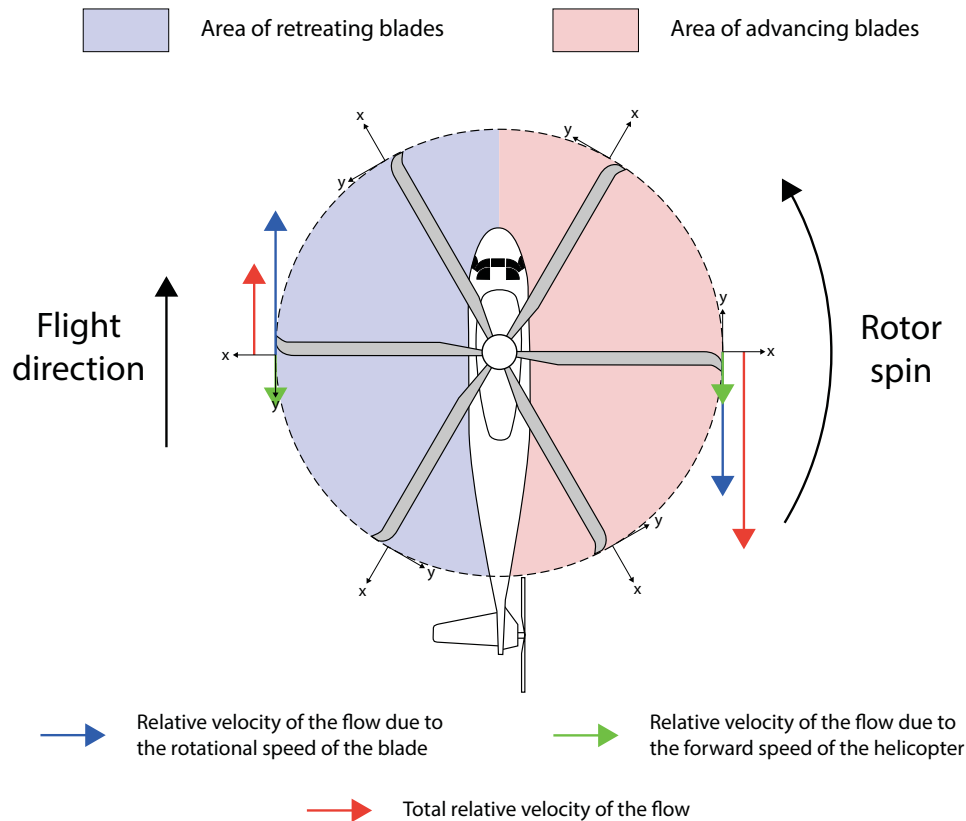 Area of retreating blades
Area of advancing blades
x
x
y
y
y
Flight
direction
x
y
x
Rotor
spin
y
y
x
x
y
Relative velocity of the flow due to
the rotational speed of the blade
Relative velocity of the flow due to
the forward speed of the helicopter
Total relative velocity of the flow